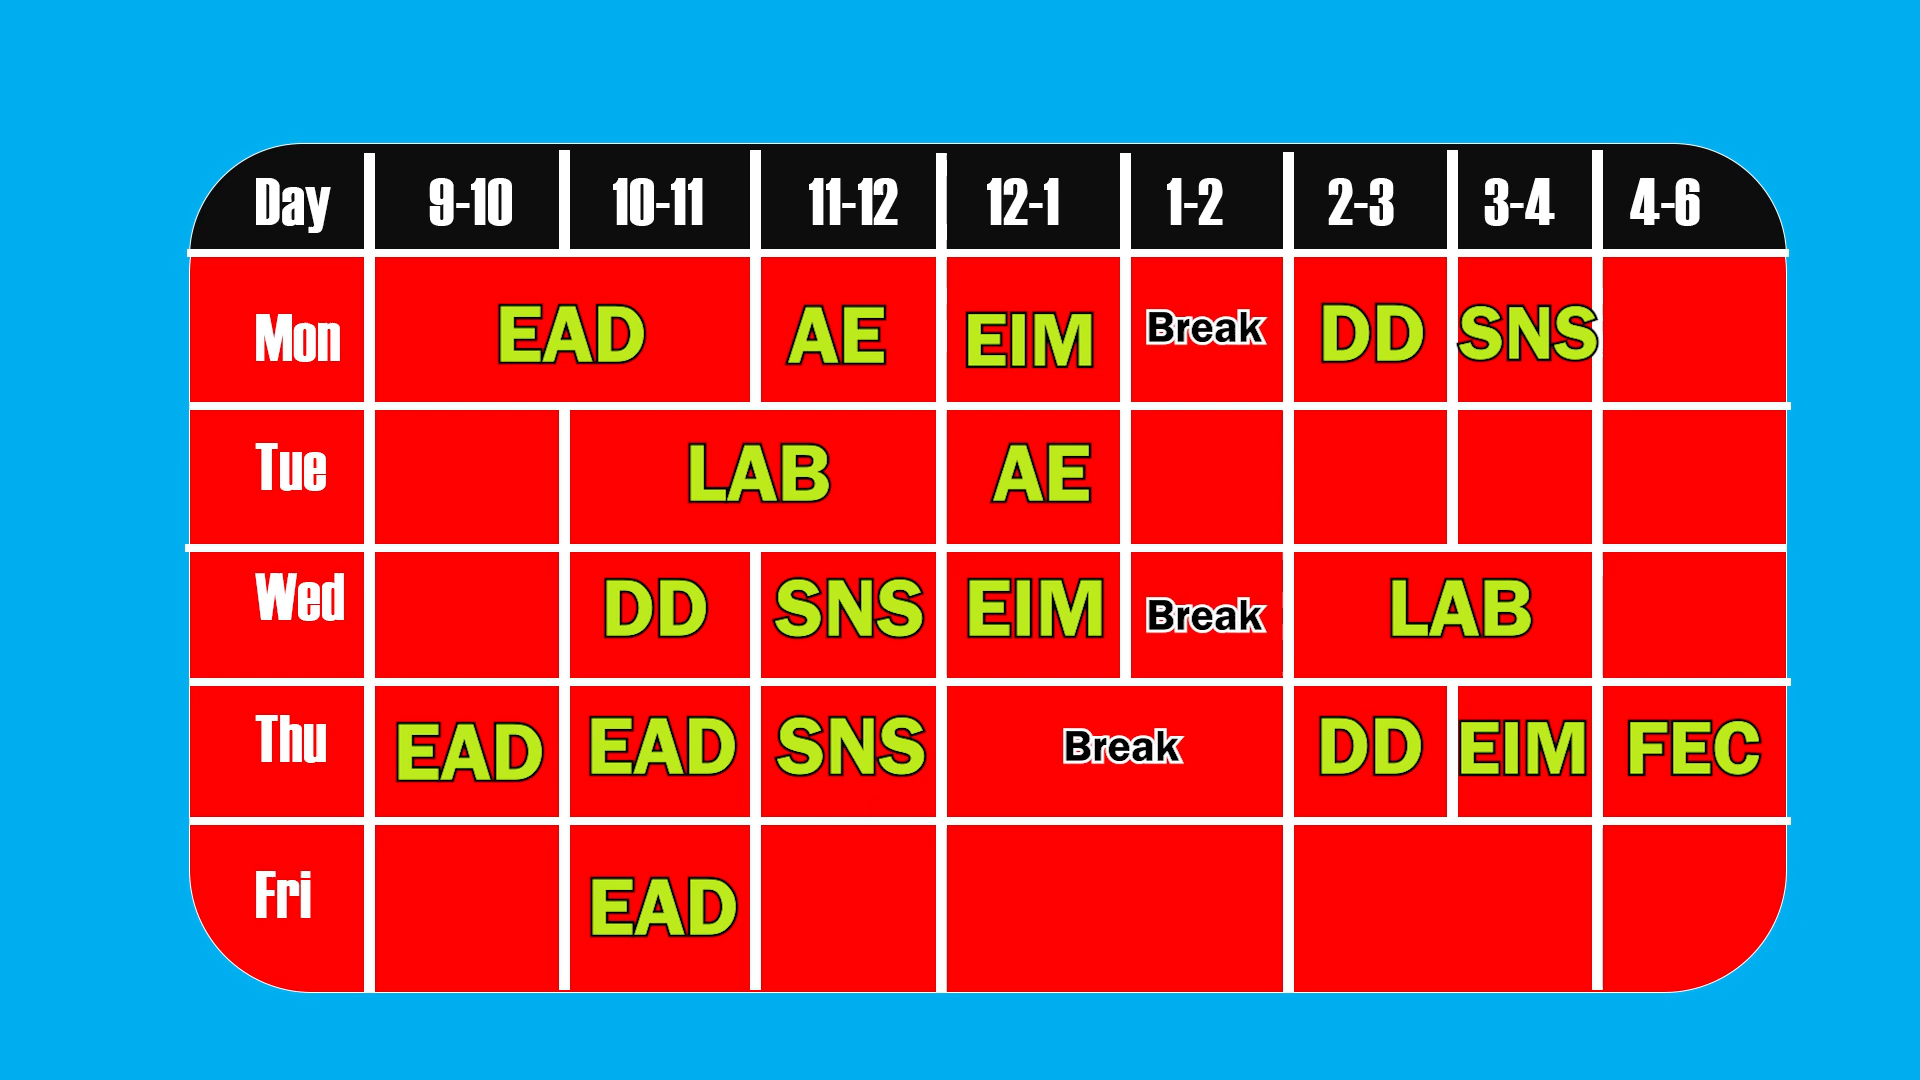 Day 9-10 10-11 11-12 12-1 1-2 2-3 3-4 4-6
Mon EAD AE EIM Break DD SNS
Tue LAB AE
Wed DD SNS EIM Break LAB
Thu EAD EAD SNS Break DD EIM FEC
Fri EAD